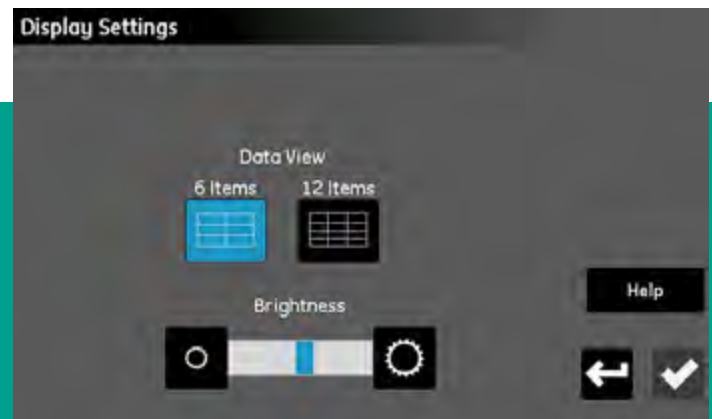 Display Settings
Data View
6 Items 12 Items
Brightness
Help